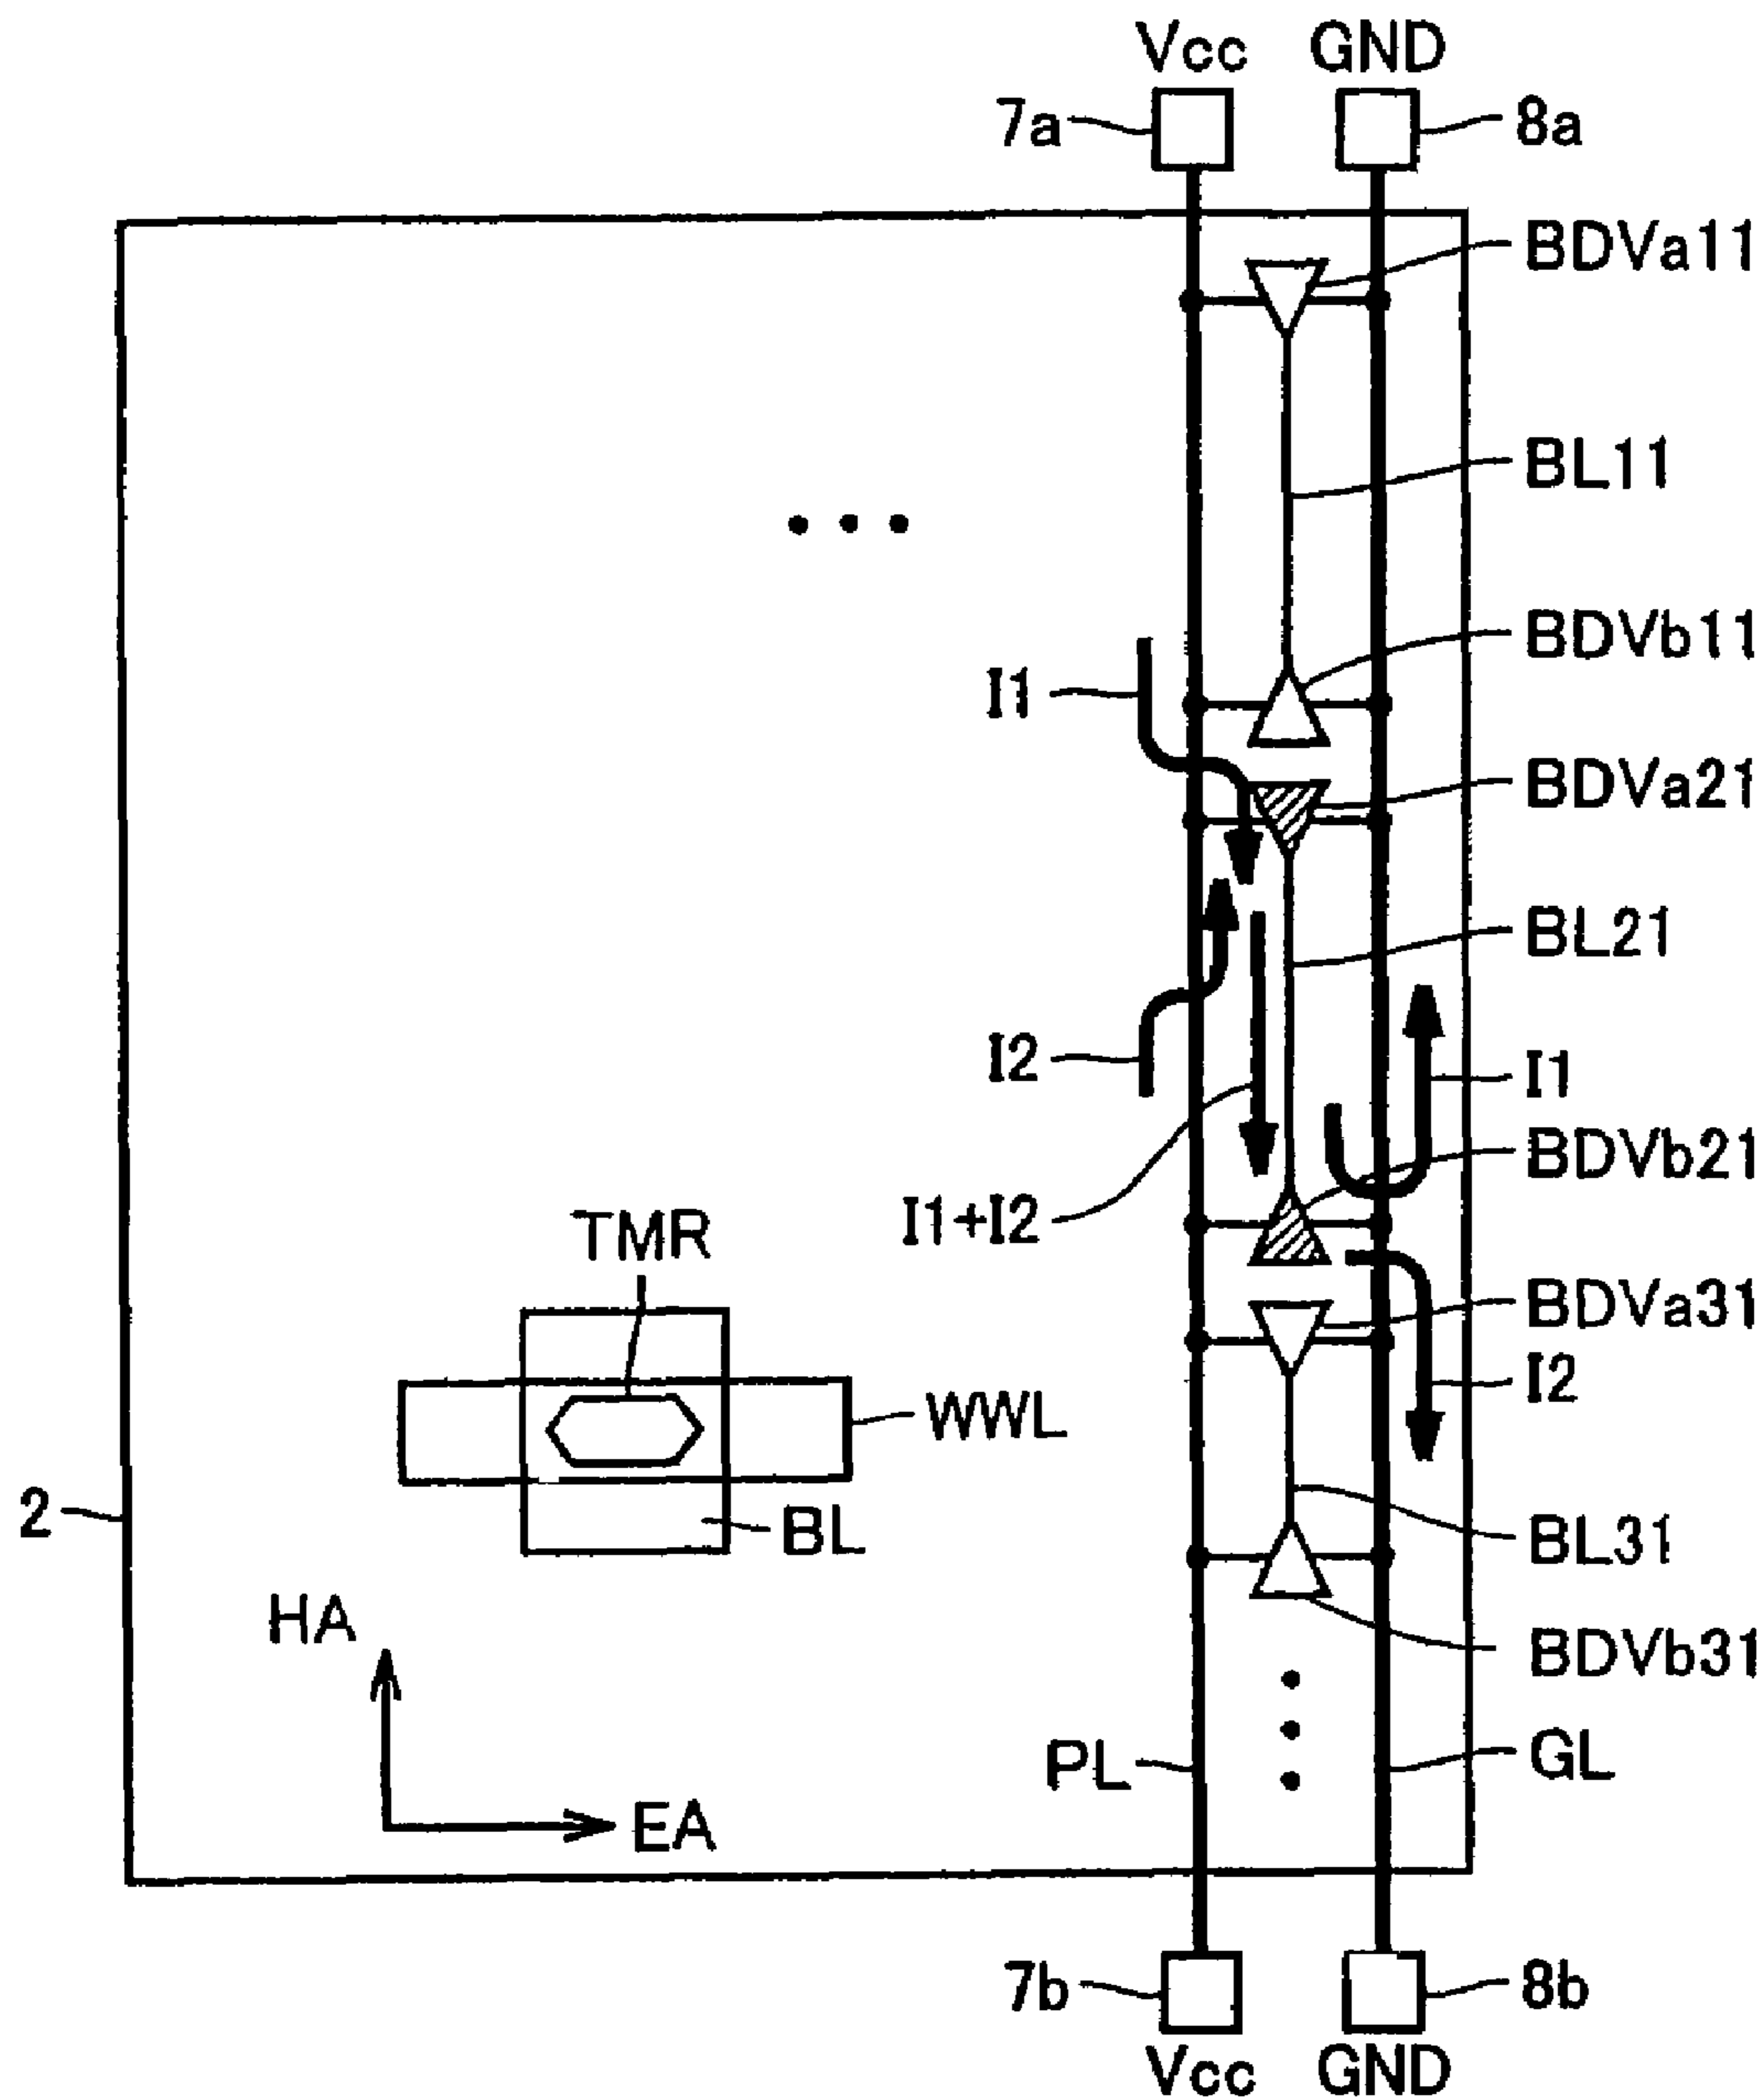 Vcc GND
7a 8a
BDVa11
BL11
BDVb11
I1
BDVa21
BL21
I2 I1
BDVb21
I1+I2
TMR
BDVa31
I2
WWL
2 BL BL31
HA
BDVb31
PL GL
EA
7b 8b
Vcc GND